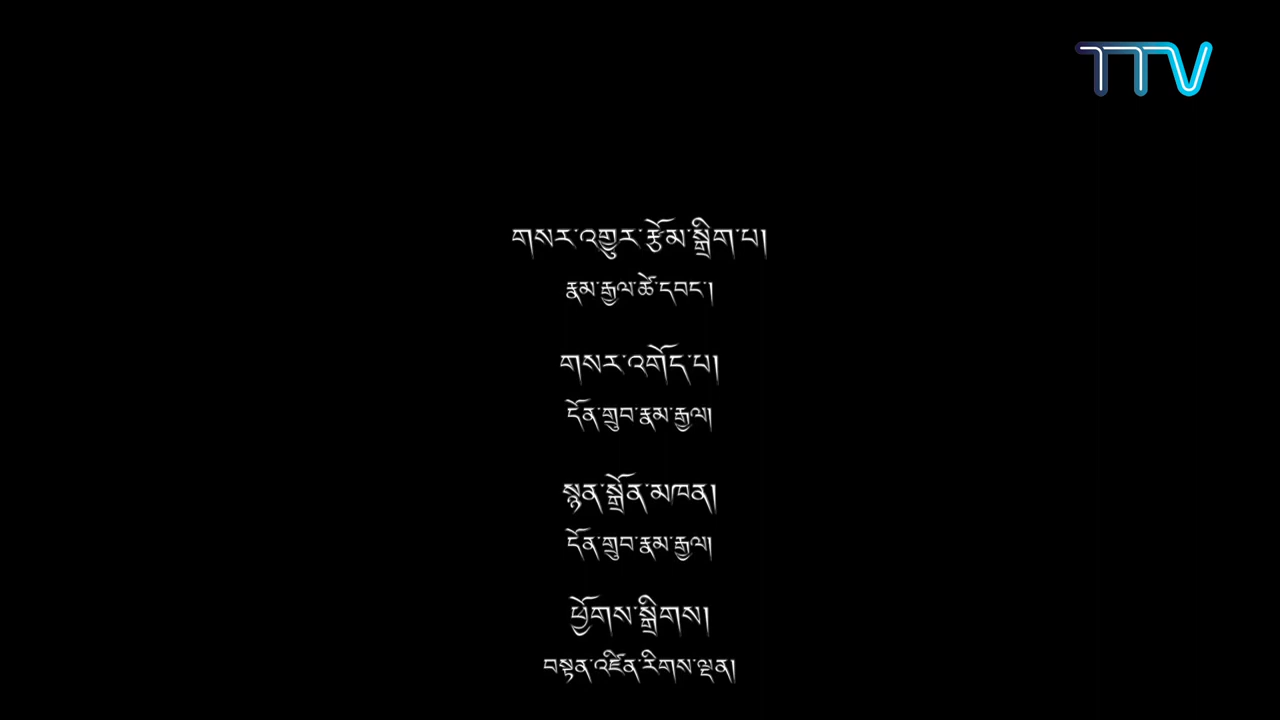 TTV
གསར་འགྱུར་རྩོམ་སྒྲིག་པ།
རྣམ་རྒྱལ་ཚེ་དབང་།
གསར་འགོད་པ།
དོན་གྲུབ་རྣམ་རྒྱལ།
སྙན་སྒྲོན་མཁན།
དོན་གྲུབ་རྣམ་རྒྱལ།
ཕྱོགས་སྒྲིགས།
བསྟན་འཛིན་རིགས་ལྡན།